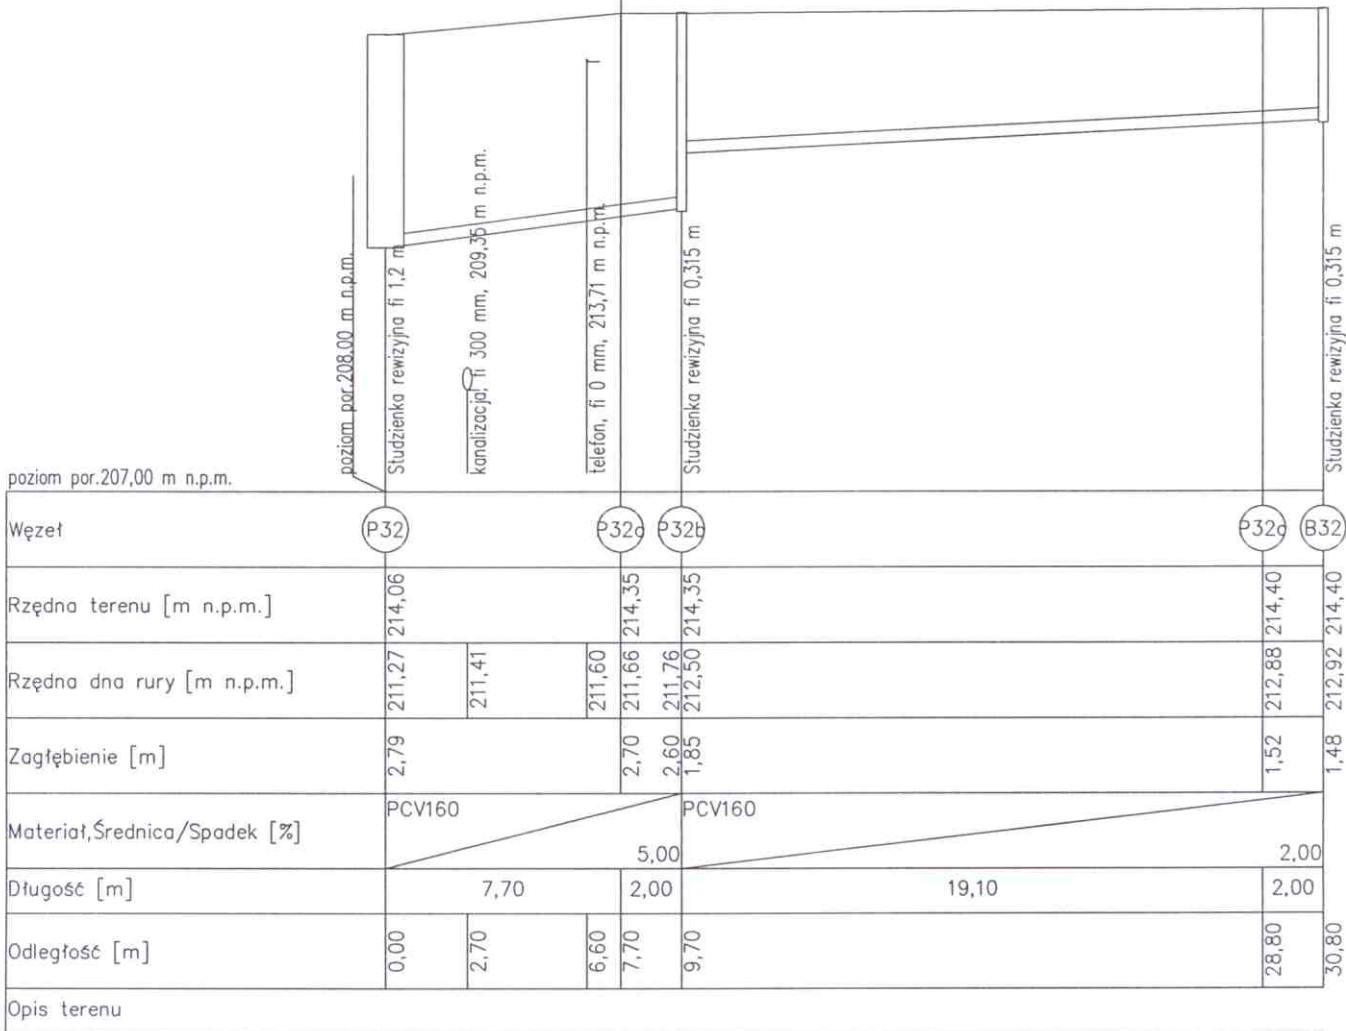 poziom por.208,00 m n.p.m.
Studzienka rewizyjna fi 1,2 m
kanalizacja, fi 300 mm, 209,35 m n.p.m.
telefon, fi 0 mm, 213,71 m n.p.m.
Studzienka rewizyjna fi 0,315 m
Studzienka rewizyjna fi 0,315 m
poziom por.207,00 m n.p.m.
Węzeł P32 P32a P32b P32c B32
Rzędna terenu [m n.p.m.] 214,06 214,35 214,35 214,40 214,40
Rzędna dna rury [m n.p.m.] 211,27 211,41 211,60 211,66 211,76 212,50 212,88 212,92
Zagłębienie [m] 2,79 2,70 2,60 1,85 1,52 1,48
Materiał,Średnica/Spadek [%] PCV160 5,00 PCV160 2,00
Długość [m] 7,70 2,00 19,10 2,00
Odległość [m] 0,00 2,70 6,60 7,70 9,70 28,80 30,80
Opis terenu